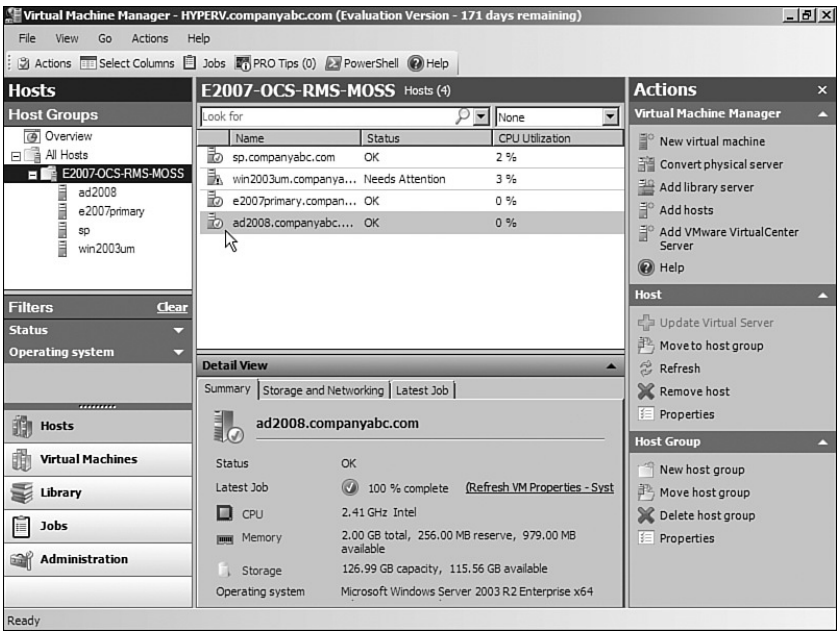 Virtual Machine Manager - HYPERV.companyabc.com (Evaluation Version - 171 days remaining)
File View Go Actions Help
Actions Select Columns Jobs PRO Tips (0) PowerShell Help
Hosts
Host Groups
Overview
All Hosts
E2007-OCS-RMS-MOSS
ad2008
e2007primary
sp
win2003um
Filters Clear
Status
Operating system
Hosts
Virtual Machines
Library
Jobs
Administration
E2007-OCS-RMS-MOSS Hosts (4)
Look for None
Name Status CPU Utilization
sp.companyabc.com OK 2 %
win2003um.companya... Needs Attention 3 %
e2007primary.compan... OK 0 %
ad2008.companyabc.... OK 0 %
Detail View
Summary Storage and Networking Latest Job
ad2008.companyabc.com
Status OK
Latest Job 100 % complete (Refresh VM Properties - Syst
CPU 2.41 GHz Intel
Memory 2.00 GB total, 256.00 MB reserve, 979.00 MB
available
Storage 126.99 GB capacity, 115.56 GB available
Operating system Microsoft Windows Server 2003 R2 Enterprise x64
Actions
Virtual Machine Manager
New virtual machine
Convert physical server
Add library server
Add hosts
Add VMware VirtualCenter
Server
Help
Host
Update Virtual Server
Move to host group
Refresh
Remove host
Properties
Host Group
New host group
Move host group
Delete host group
Properties
Ready